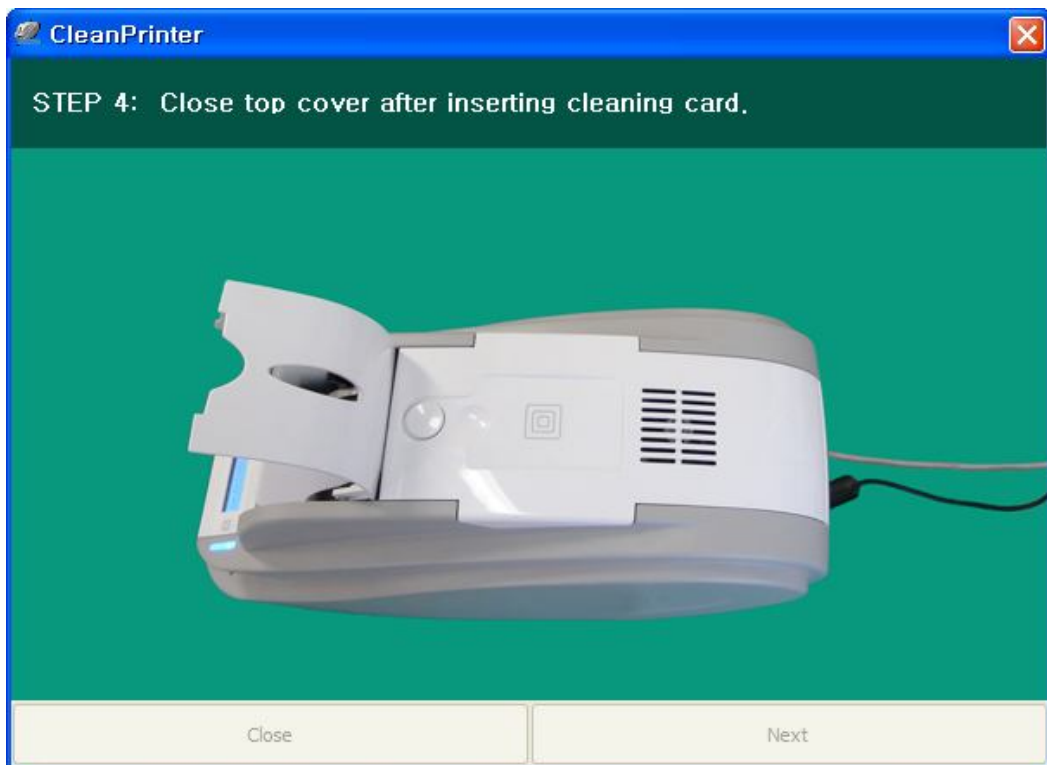 CleanPrinter
STEP 4: Close top cover after inserting cleaning card.
Close
Next